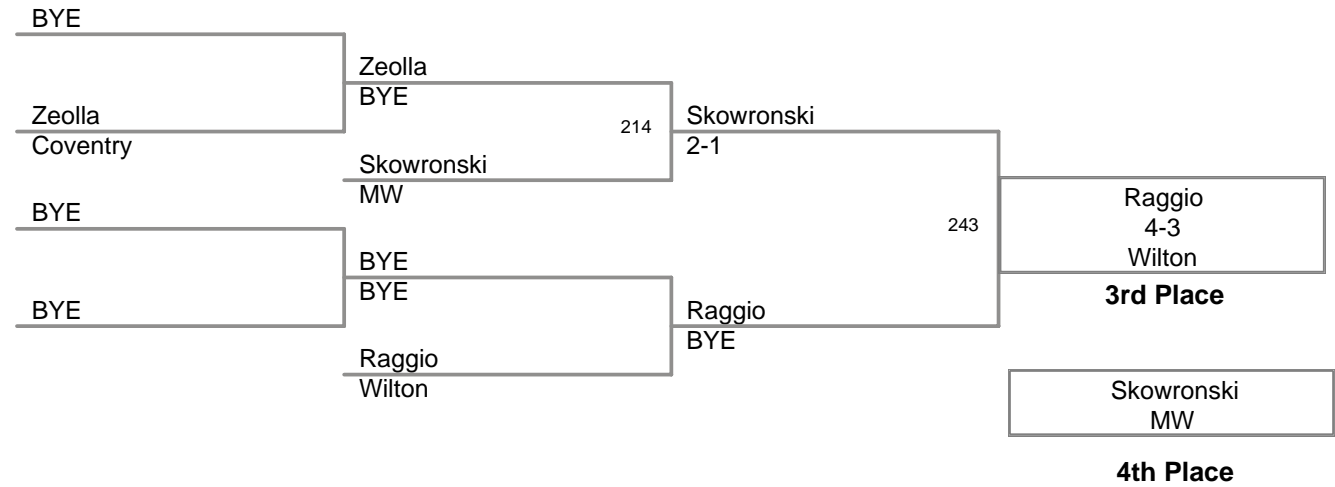 BYE
Zeolla
BYE
Zeolla
Coventry
214
Skowronski
2-1
Skowronski
MW
BYE
243
Raggio
4-3
Wilton
3rd Place
BYE
BYE
BYE
Raggio
BYE
Raggio
Wilton
Skowronski
MW
4th Place